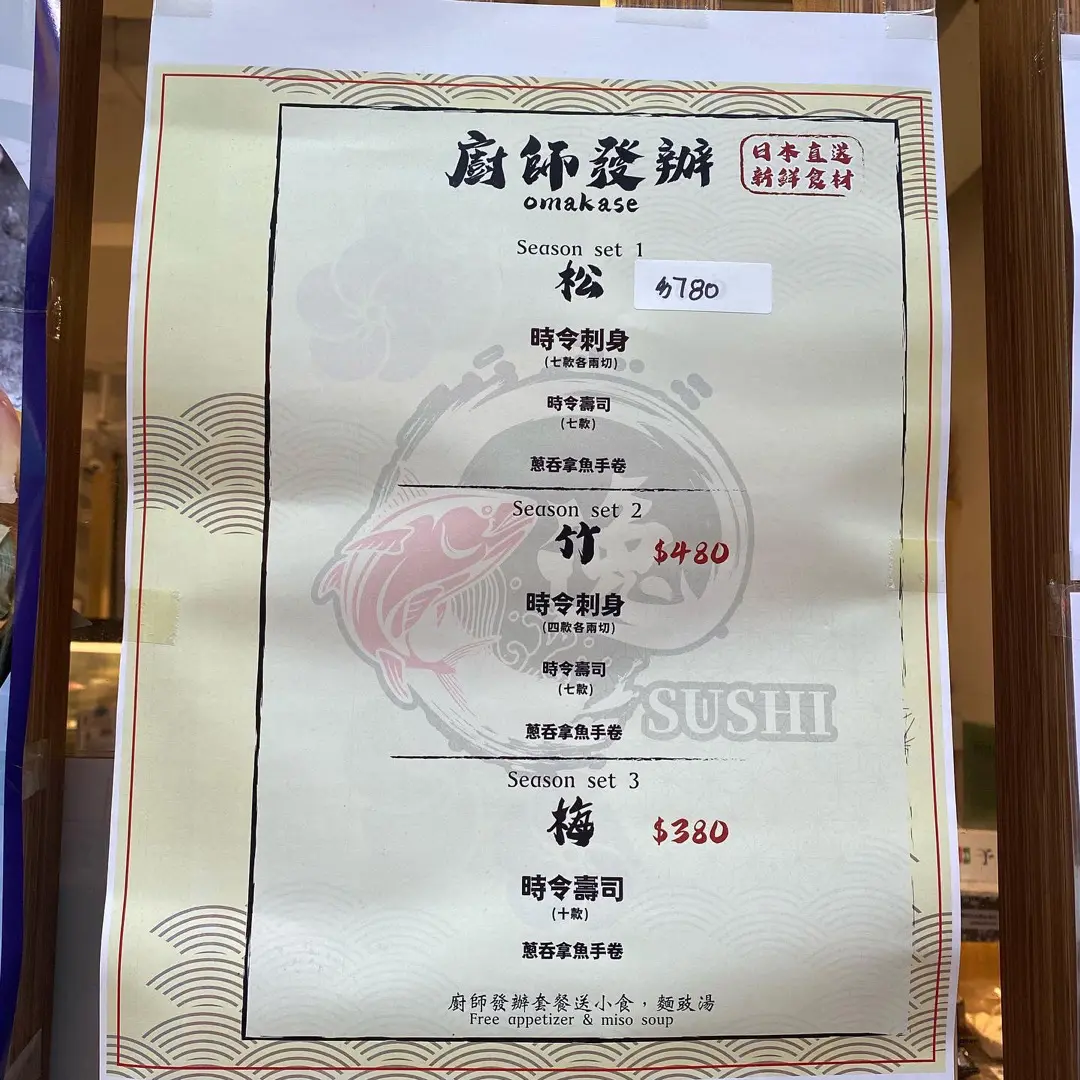 廚師發辦
omakase
日本直送
新鮮食材
Season set 1
松
$780
時令刺身
(七款各兩切)
時令壽司
(七款)
蔥吞拿魚手卷
Season set 2
竹
$480
時令刺身
(四款各兩切)
時令壽司
(七款)
蔥吞拿魚手卷
SUSHI
Season set 3
梅
$380
時令壽司
(十款)
蔥吞拿魚手卷
廚師發辦套餐送小食，麵豉湯
Free appetizer & miso soup
予